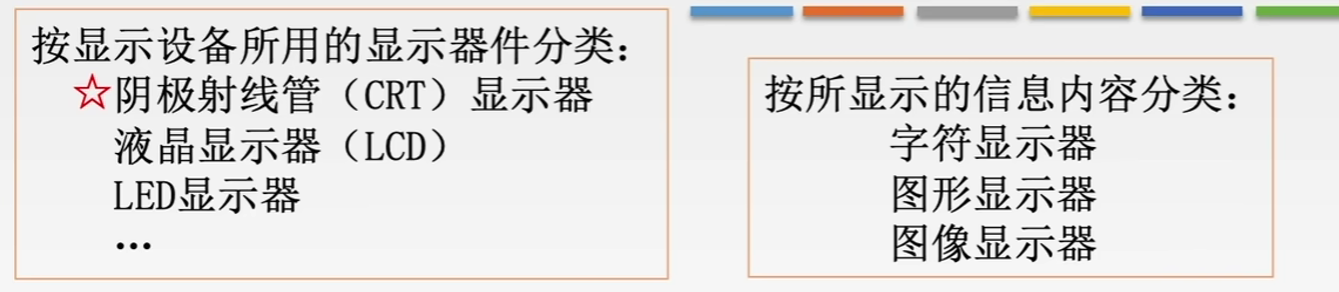 按显示设备所用的显示器件分类：
☆阴极射线管（CRT）显示器
液晶显示器（LCD）
LED显示器
…
按所显示的信息内容分类：
字符显示器
图形显示器
图像显示器